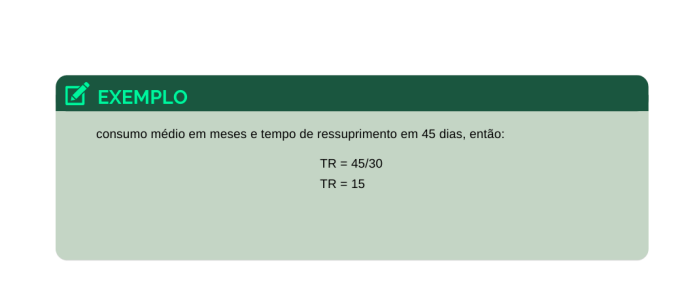 EXEMPLO
consumo médio em meses e tempo de ressuprimento em 45 dias, então:
TR = 45/30
TR = 15